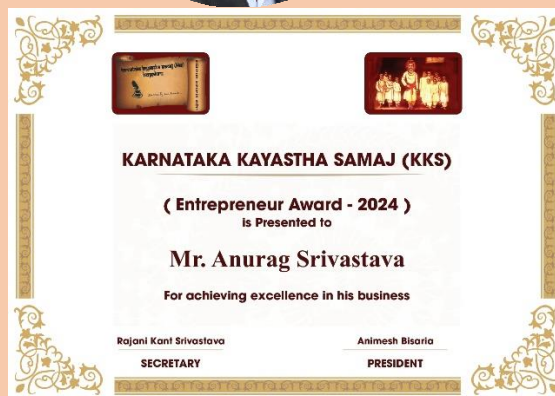 KARNATAKA KAYASTHA SAMAJ (KKS)
( Entrepreneur Award - 2024 )
is Presented to
Mr. Anurag Srivastava
For achieving excellence in his business
Rajani Kant Srivastava
SECRETARY
Animesh Bisaria
PRESIDENT